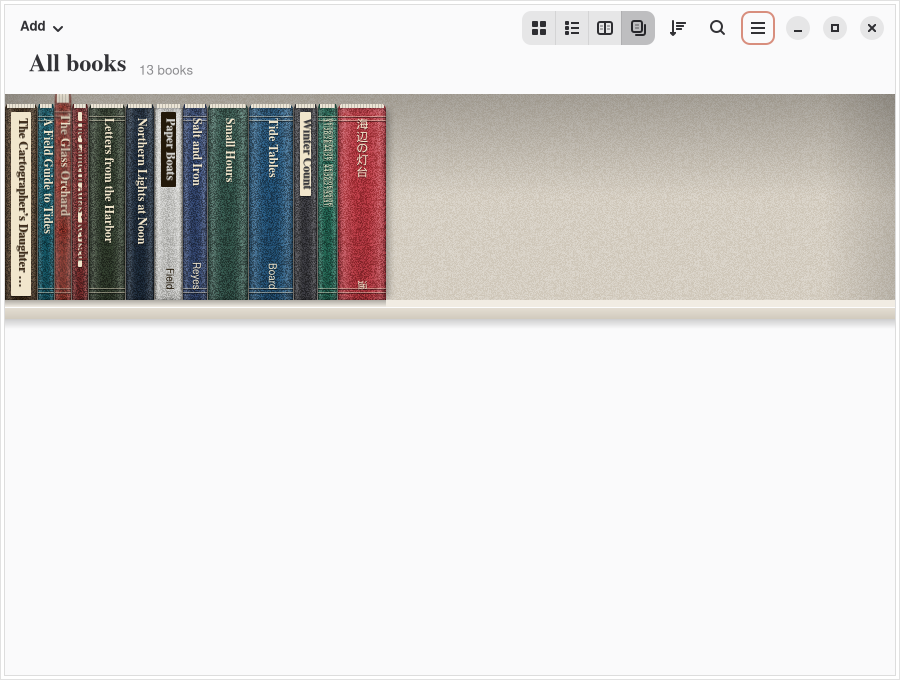 Add
All books
13 books
The Cartographer's Daughter ...
A Field Guide to Tides
The Glass Orchard
Letters from the Harbor
Northern Lights at Noon
Paper Boats
Field
Salt and Iron
Reyes
Small Hours
Tide Tables
Board
Winter Count
海辺の灯台